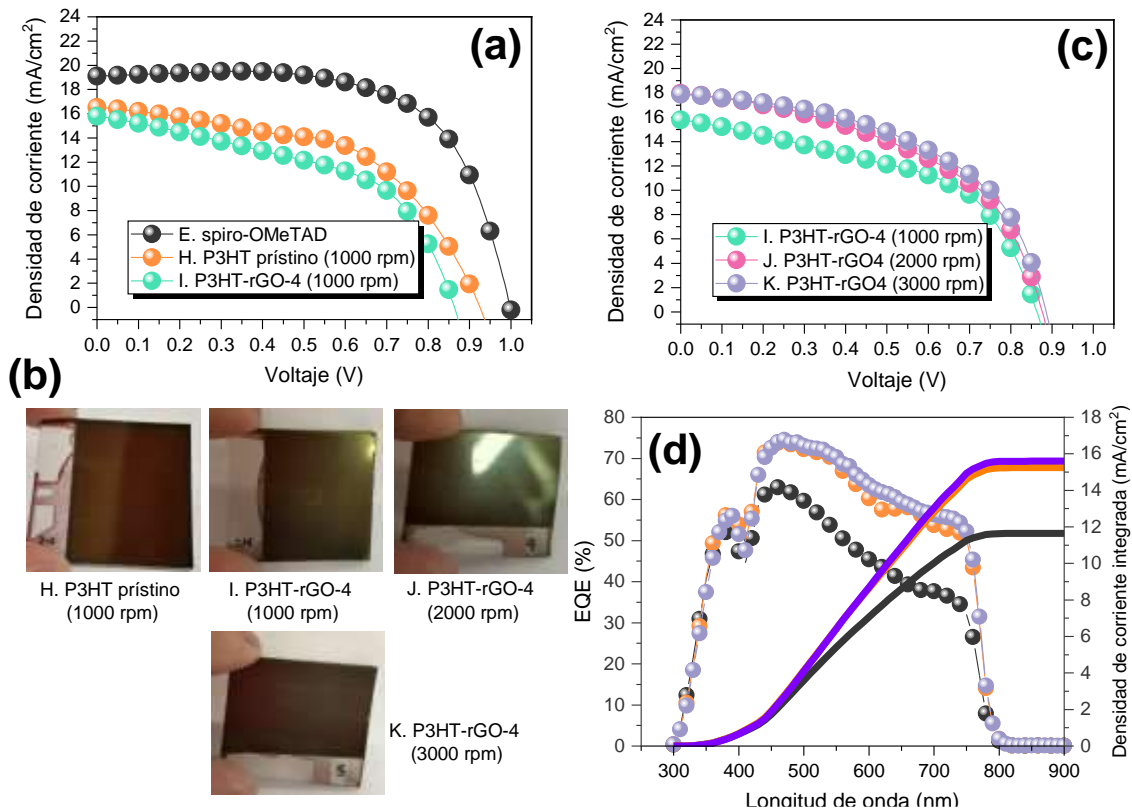 (a)
Densidad de corriente (mA/cm²)
24
22
20
18
16
14
12
10
8
6
4
2
0
E. spiro-OMeTAD
H. P3HT prístino (1000 rpm)
I. P3HT-rGO-4 (1000 rpm)
0.0 0.1 0.2 0.3 0.4 0.5 0.6 0.7 0.8 0.9 1.0
Voltaje (V)
(c)
Densidad de corriente (mA/cm²)
24
22
20
18
16
14
12
10
8
6
4
2
0
I. P3HT-rGO-4 (1000 rpm)
J. P3HT-rGO4 (2000 rpm)
K. P3HT-rGO4 (3000 rpm)
0.0 0.1 0.2 0.3 0.4 0.5 0.6 0.7 0.8 0.9 1.0
Voltaje (V)
(b)
H. P3HT prístino
(1000 rpm)
I. P3HT-rGO-4
(1000 rpm)
J. P3HT-rGO-4
(2000 rpm)
K. P3HT-rGO-4
(3000 rpm)
(d)
EQE (%)
80
70
60
50
40
30
20
10
0
18
16
14
12
10
8
6
4
2
0
Densidad de corriente integrada (mA/cm²)
300 400 500 600 700 800 900
Longitud de onda (nm)